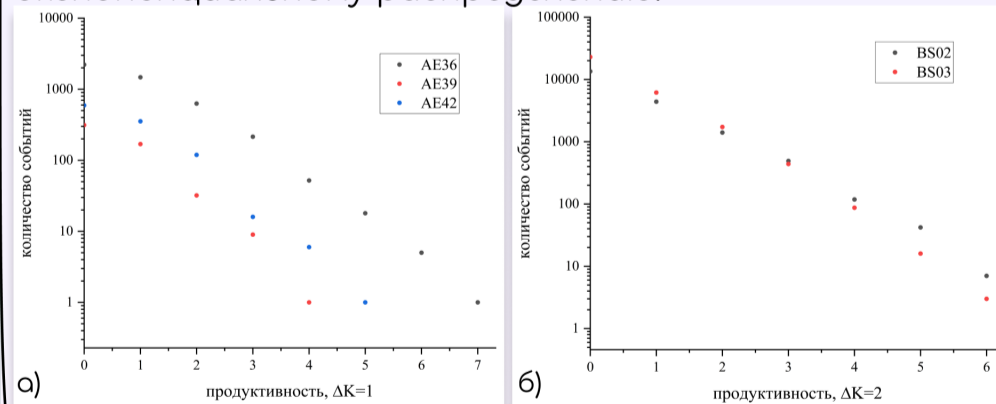 экспоненциальному распределению.
10000
1000
100
10
1
количество событий
AE36
AE39
AE42
0 1 2 3 4 5 6 7
продуктивность, ΔK=1
а)
100000
10000
1000
100
10
1
количество событий
BS02
BS03
0 1 2 3 4 5 6
продуктивность, ΔK=2
б)